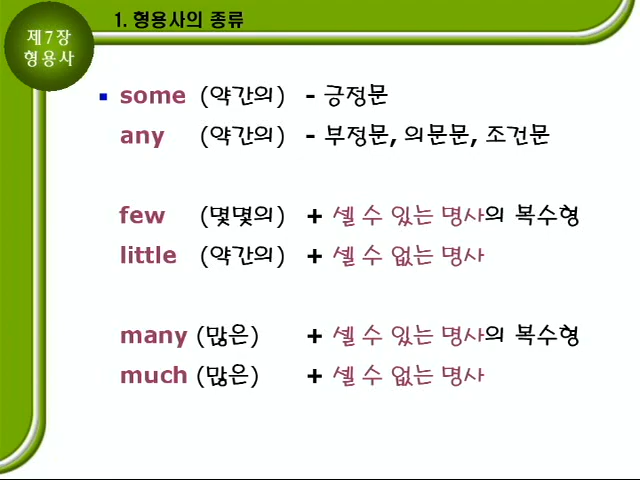 1. 형용사의 종류
제7장
형용사
some (약간의) - 긍정문
any (약간의) - 부정문, 의문문, 조건문
few (몇몇의) + 셀 수 있는 명사의 복수형
little (약간의) + 셀 수 없는 명사
many (많은) + 셀 수 있는 명사의 복수형
much (많은) + 셀 수 없는 명사